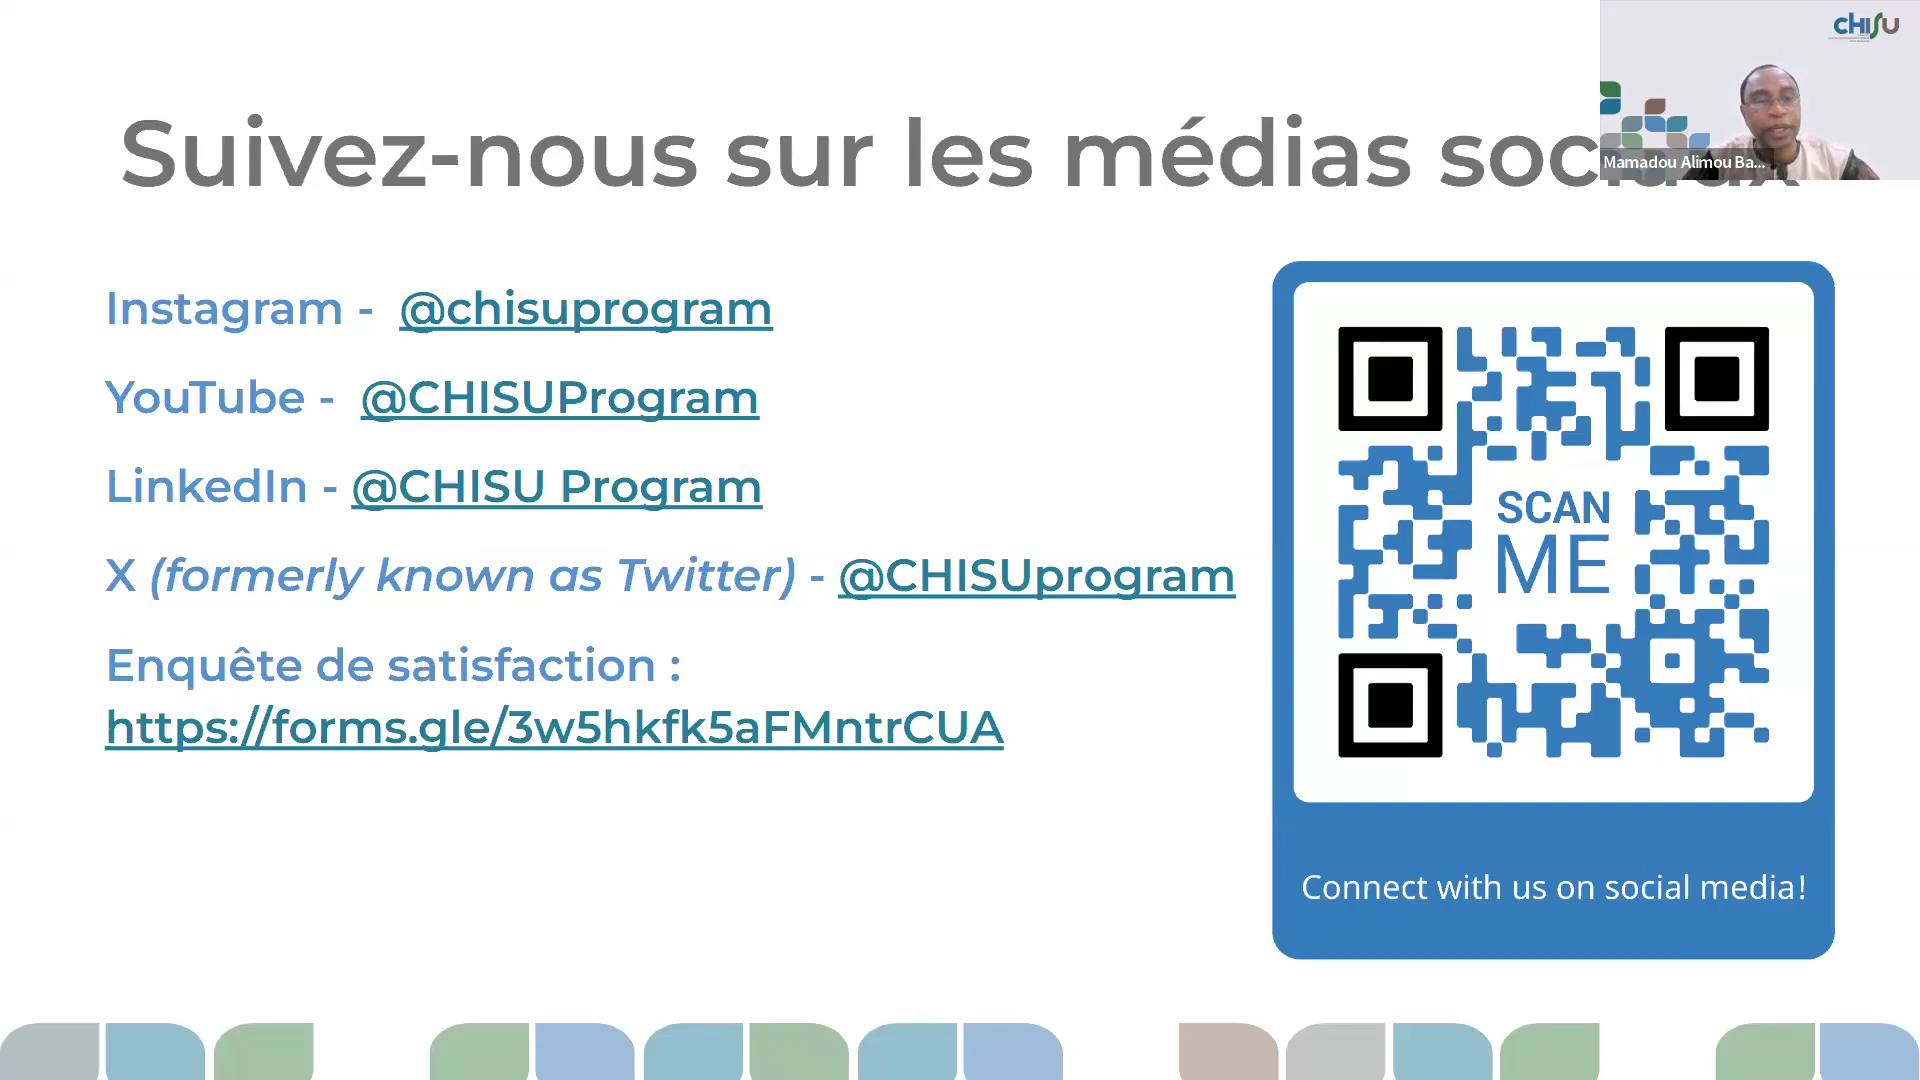 CHISU
Suivez-nous sur les médias sociaux
Mamadou Alimou Ba...
Instagram - @chisuprogram
YouTube - @CHISUProgram
LinkedIn - @CHISU Program
X (formerly known as Twitter) - @CHISUprogram
Enquête de satisfaction :
https://forms.gle/3w5hkfk5aFMntrCUA
SCAN
ME
Connect with us on social media!